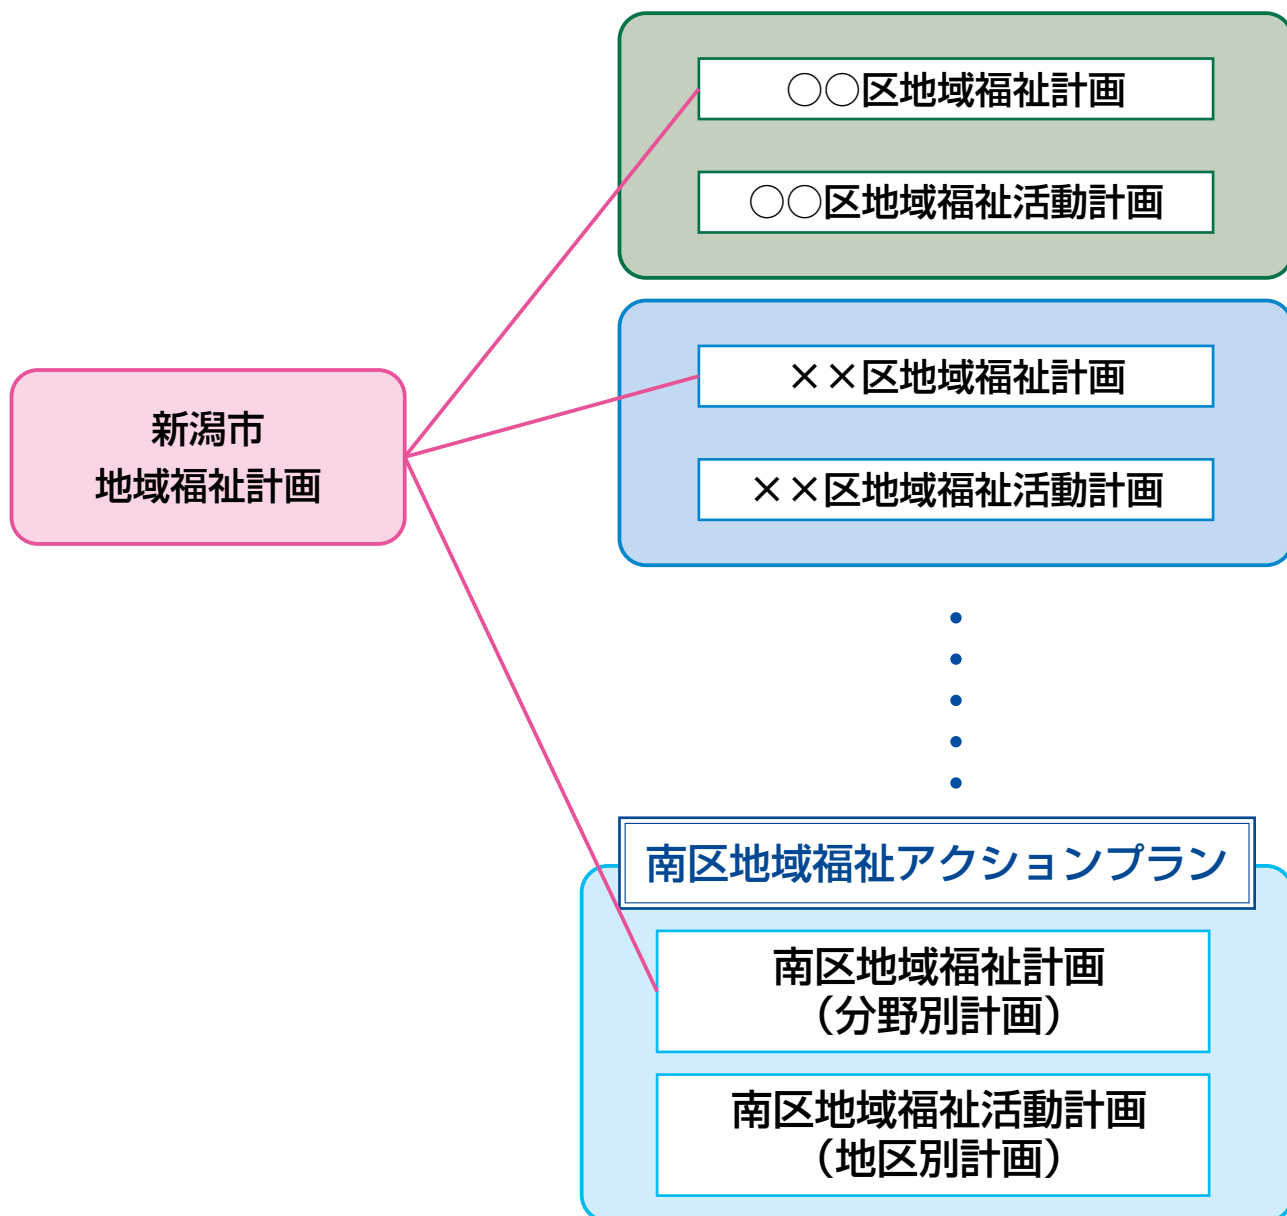 ○○区地域福祉計画
○○区地域福祉活動計画
××区地域福祉計画
××区地域福祉活動計画
新潟市
地域福祉計画
南区地域福祉アクションプラン
南区地域福祉計画
（分野別計画）
南区地域福祉活動計画
（地区別計画）